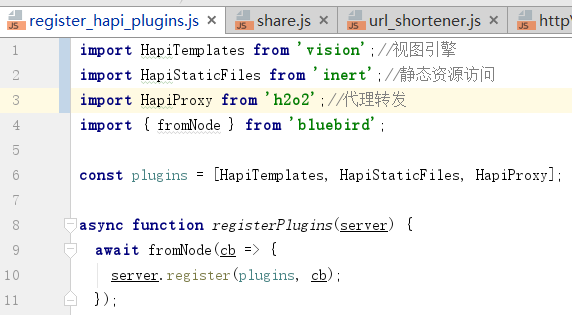 register_hapi_plugins.js × share.js × url_shortener.js ×
1 import HapiTemplates from 'vision';//视图引擎
2 import HapiStaticFiles from 'inert';//静态资源访问
3 import HapiProxy from 'h2o2';//代理转发
4 import { fromNode } from 'bluebird';
5
6 const plugins = [HapiTemplates, HapiStaticFiles, HapiProxy];
7
8 async function registerPlugins(server) {
9 await fromNode(cb => {
10 server.register(plugins, cb);
11 });